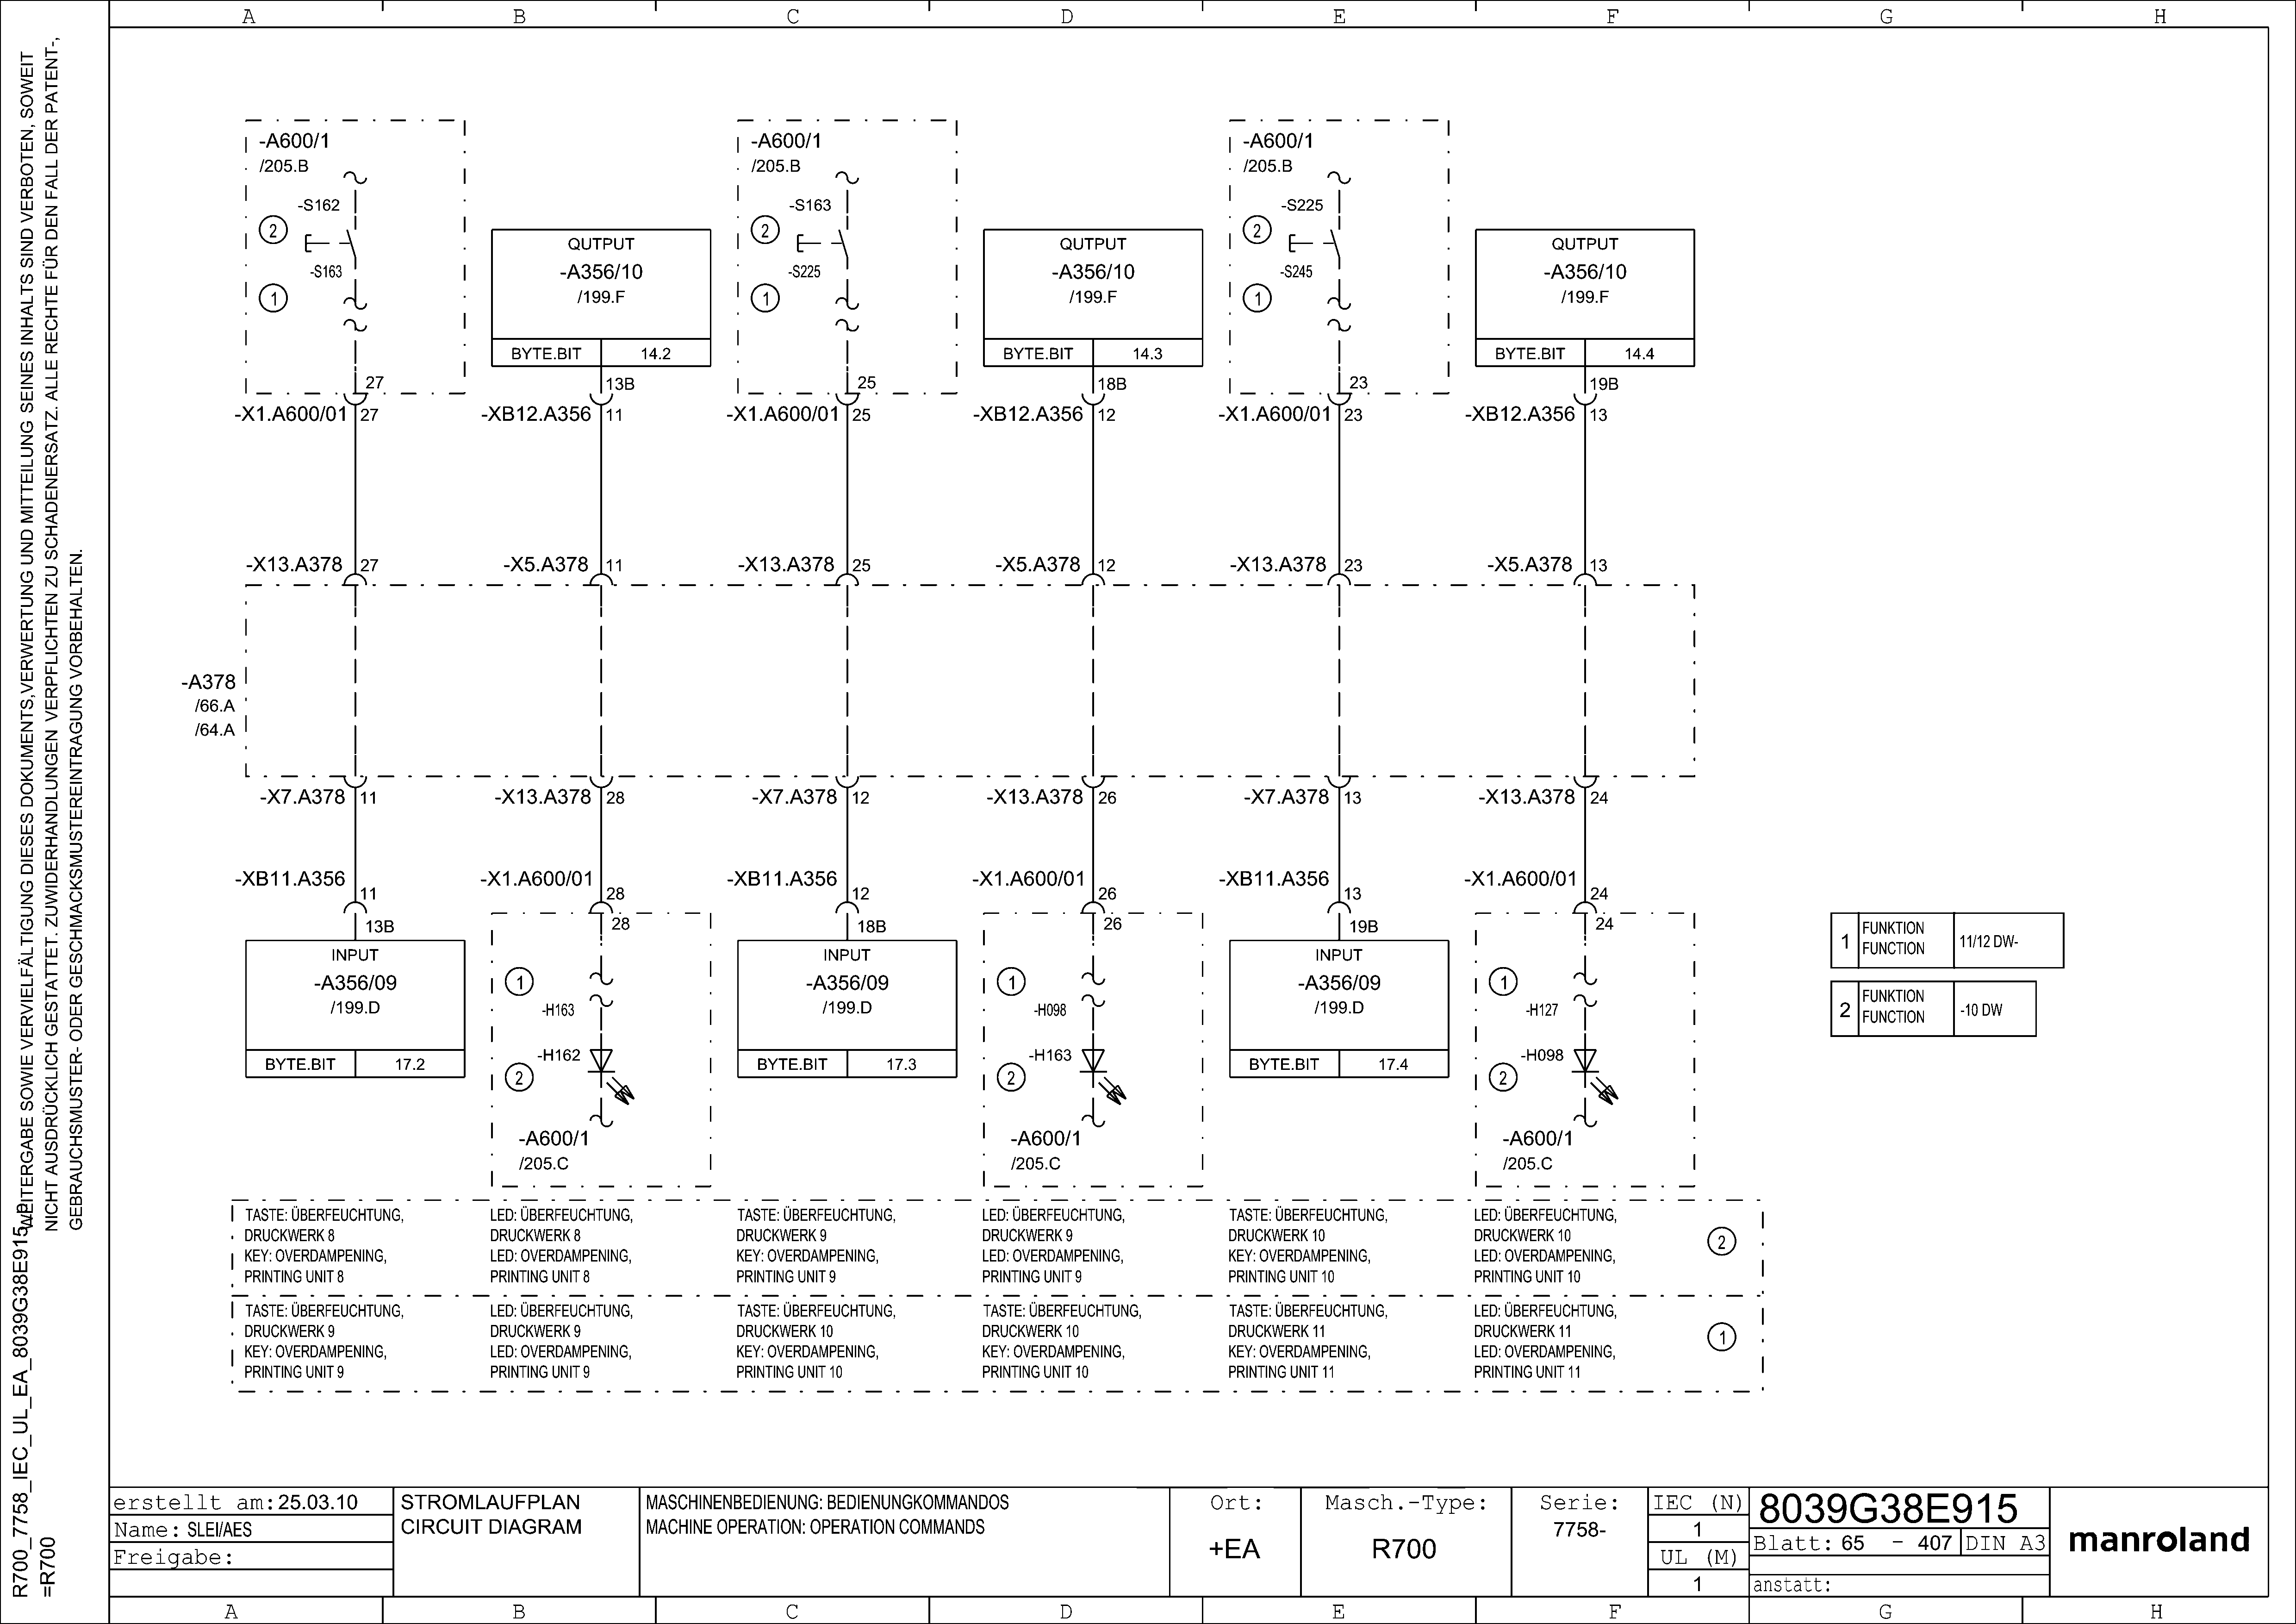 A B C D E F G H
WEITERGABE SOWIE VERVIELFÄLTIGUNG DIESES DOKUMENTS,VERWERTUNG UND MITTEILUNG SEINES INHALTS SIND VERBOTEN, SOWEIT
NICHT AUSDRÜCKLICH GESTATTET. ZUWIDERHANDLUNGEN VERPFLICHTEN ZU SCHADENERSATZ. ALLE RECHTE FÜR DEN FALL DER PATENT-,
GEBRAUCHSMUSTER- ODER GESCHMACKSMUSTEREINTRAGUNG VORBEHALTEN.
=R700
-A600/1 -A600/1 -A600/1
/205.B /205.B /205.B
-S162 -S163 -S225
2 2 2
QUTPUT QUTPUT QUTPUT
-S163 -A356/10 -S225 -A356/10 -S245 -A356/10
1 /199.F 1 /199.F 1 /199.F
BYTE.BIT 14.2 BYTE.BIT 14.3 BYTE.BIT 14.4
27 13B 25 18B 23 19B
-X1.A600/01 27 -XB12.A356 11 -X1.A600/01 25 -XB12.A356 12 -X1.A600/01 23 -XB12.A356 13
-X13.A378 27 -X5.A378 11 -X13.A378 25 -X5.A378 12 -X13.A378 23 -X5.A378 13
-A378
/66.A
/64.A
-X7.A378 11 -X13.A378 28 -X7.A378 12 -X13.A378 26 -X7.A378 13 -X13.A378 24
-XB11.A356 -X1.A600/01 -XB11.A356 -X1.A600/01 -XB11.A356 -X1.A600/01
11 28 12 26 13 24
13B 28 18B 26 19B 24
INPUT INPUT INPUT
-A356/09 1 -A356/09 1 -A356/09 1
/199.D -H163 /199.D -H098 /199.D -H127
-H162 -H163 -H098
BYTE.BIT 17.2 2 BYTE.BIT 17.3 2 BYTE.BIT 17.4 2
-A600/1 -A600/1 -A600/1
/205.C /205.C /205.C
1 FUNKTION
FUNCTION 11/12 DW-
2 FUNKTION
FUNCTION -10 DW
TASTE: ÜBERFEUCHTUNG, LED: ÜBERFEUCHTUNG, TASTE: ÜBERFEUCHTUNG, LED: ÜBERFEUCHTUNG, TASTE: ÜBERFEUCHTUNG, LED: ÜBERFEUCHTUNG,
DRUCKWERK 8 DRUCKWERK 8 DRUCKWERK 9 DRUCKWERK 9 DRUCKWERK 10 DRUCKWERK 10 2
KEY: OVERDAMPENING, LED: OVERDAMPENING, KEY: OVERDAMPENING, LED: OVERDAMPENING, KEY: OVERDAMPENING, LED: OVERDAMPENING,
PRINTING UNIT 8 PRINTING UNIT 8 PRINTING UNIT 9 PRINTING UNIT 9 PRINTING UNIT 10 PRINTING UNIT 10
TASTE: ÜBERFEUCHTUNG, LED: ÜBERFEUCHTUNG, TASTE: ÜBERFEUCHTUNG, TASTE: ÜBERFEUCHTUNG, TASTE: ÜBERFEUCHTUNG, LED: ÜBERFEUCHTUNG,
DRUCKWERK 9 DRUCKWERK 9 DRUCKWERK 10 DRUCKWERK 10 DRUCKWERK 11 DRUCKWERK 11 1
KEY: OVERDAMPENING, LED: OVERDAMPENING, KEY: OVERDAMPENING, KEY: OVERDAMPENING, KEY: OVERDAMPENING, LED: OVERDAMPENING,
PRINTING UNIT 9 PRINTING UNIT 9 PRINTING UNIT 10 PRINTING UNIT 10 PRINTING UNIT 11 PRINTING UNIT 11
erstellt am: 25.03.10
Name: SLEI/AES
Freigabe:
STROMLAUFPLAN
CIRCUIT DIAGRAM
MASCHINENBEDIENUNG: BEDIENUNGKOMMANDOS
MACHINE OPERATION: OPERATION COMMANDS
Ort:
+EA
Masch.-Type:
R700
Serie:
7758-
IEC (N)
1
UL (M)
1
8039G38E915
Blatt: 65 - 407 DIN A3
anstatt:
manroland
A B C D E F G H